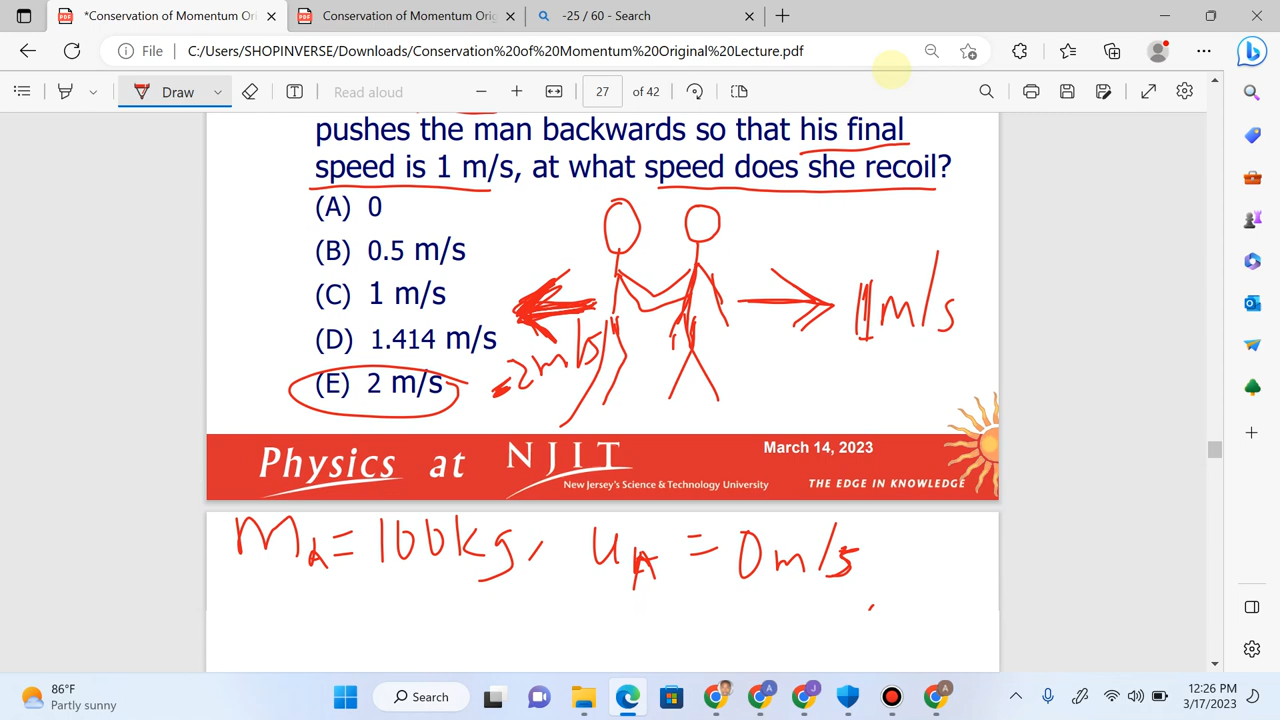 *Conservation of Momentum Ori
Conservation of Momentum Orig
-25 / 60 - Search
File
C:/Users/SHOPINVERSE/Downloads/Conservation%20of%20Momentum%20Original%20Lecture.pdf
Draw
Read aloud
27
of 42
pushes the man backwards so that his final
speed is 1 m/s, at what speed does she recoil?
(A) 0
(B) 0.5 m/s
(C) 1 m/s
(D) 1.414 m/s
(E) 2 m/s
1m/s
-2m/s
Physics at
NJIT
New Jersey's Science & Technology University
March 14, 2023
THE EDGE IN KNOWLEDGE
MA = 100kg, uA = 0m/s
86°F
Partly sunny
Search
12:26 PM
3/17/2023